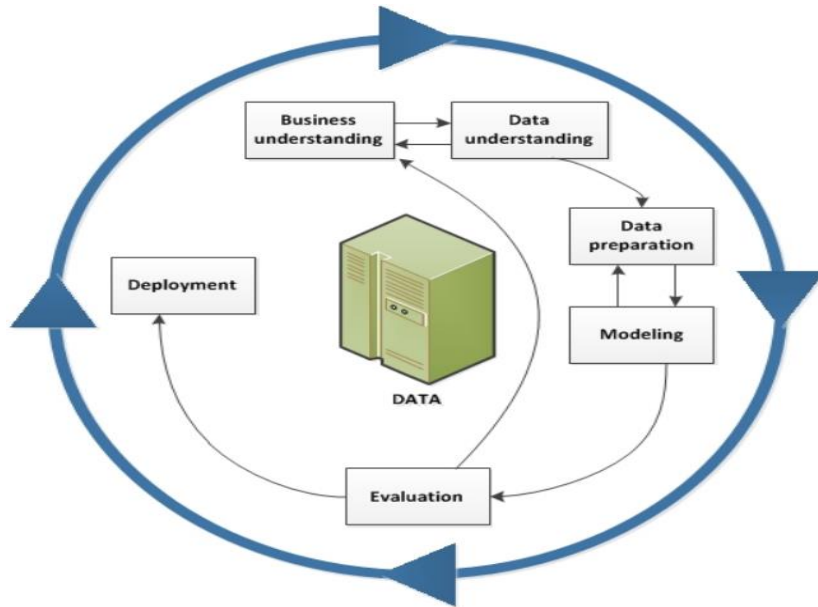 Business
understanding
Data
understanding
Data
preparation
Modeling
Evaluation
Deployment
DATA